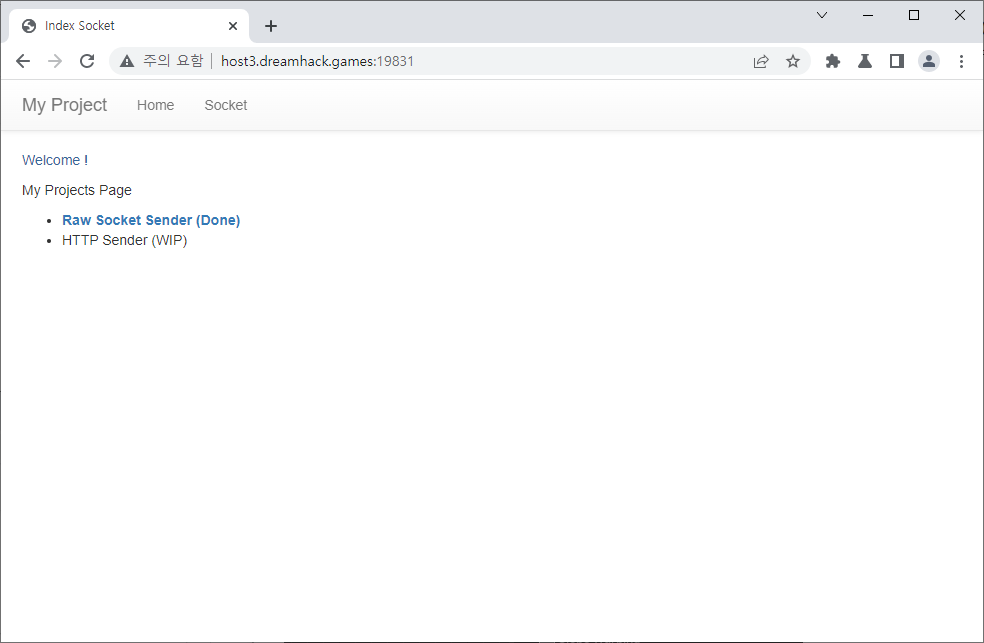 Index Socket
주의 요함 host3.dreamhack.games:19831
My Project Home Socket
Welcome !
My Projects Page
Raw Socket Sender (Done)
HTTP Sender (WIP)